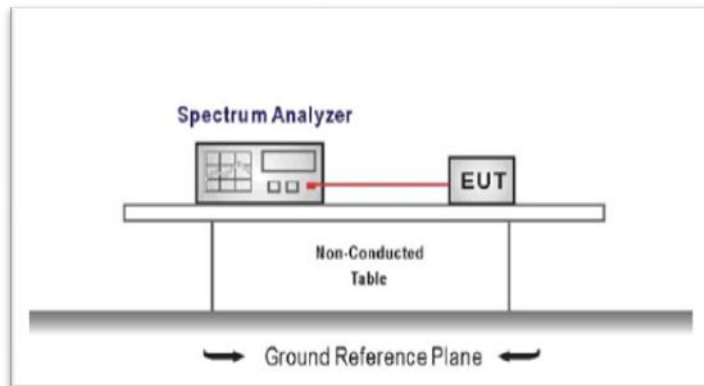 Spectrum Analyzer
EUT
Non-Conducted
Table
Ground Reference Plane